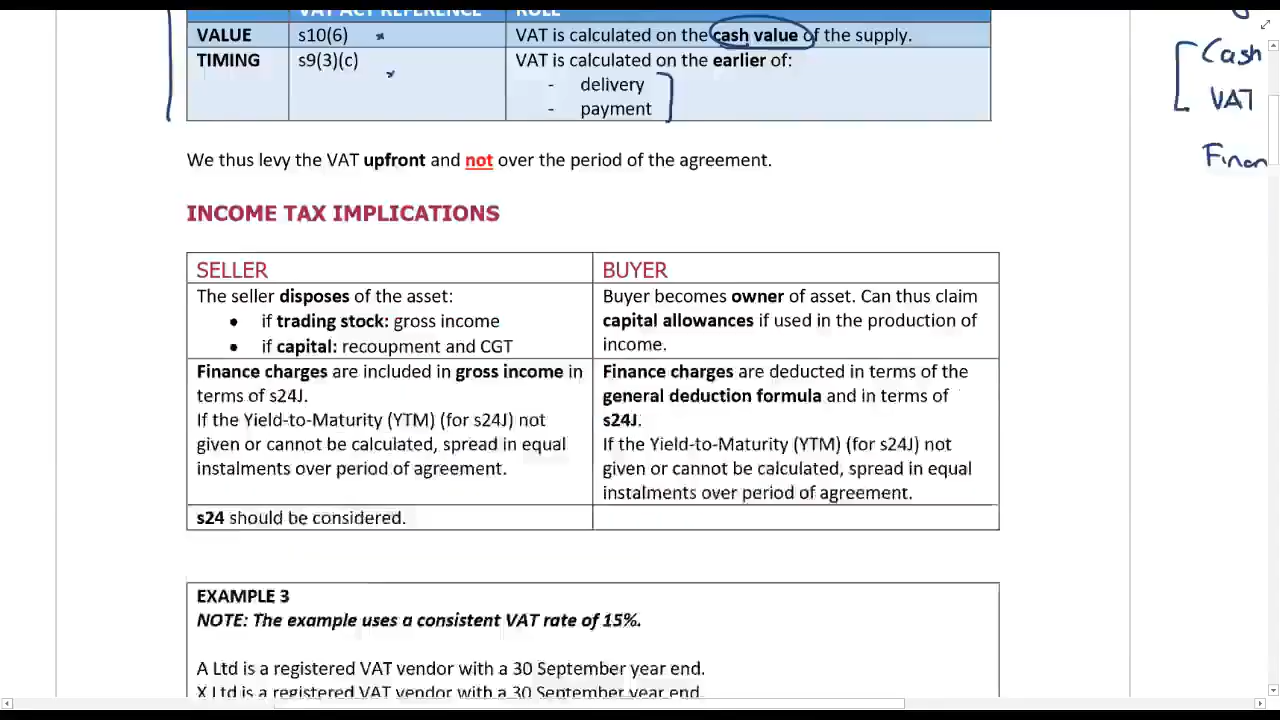 VAT ACT REFERENCE RULE
VALUE s10(6) VAT is calculated on the cash value of the supply.
TIMING s9(3)(c) VAT is calculated on the earlier of:
- delivery
- payment
Cash
VAT
Finan
We thus levy the VAT upfront and not over the period of the agreement.
INCOME TAX IMPLICATIONS
SELLER
The seller disposes of the asset:
• if trading stock: gross income
• if capital: recoupment and CGT
BUYER
Buyer becomes owner of asset. Can thus claim
capital allowances if used in the production of
income.
Finance charges are included in gross income in
terms of s24J.
If the Yield-to-Maturity (YTM) (for s24J) not
given or cannot be calculated, spread in equal
instalments over period of agreement.
Finance charges are deducted in terms of the
general deduction formula and in terms of
s24J.
If the Yield-to-Maturity (YTM) (for s24J) not
given or cannot be calculated, spread in equal
instalments over period of agreement.
s24 should be considered.
EXAMPLE 3
NOTE: The example uses a consistent VAT rate of 15%.
A Ltd is a registered VAT vendor with a 30 September year end.
X Ltd is a registered VAT vendor with a 30 September year end.